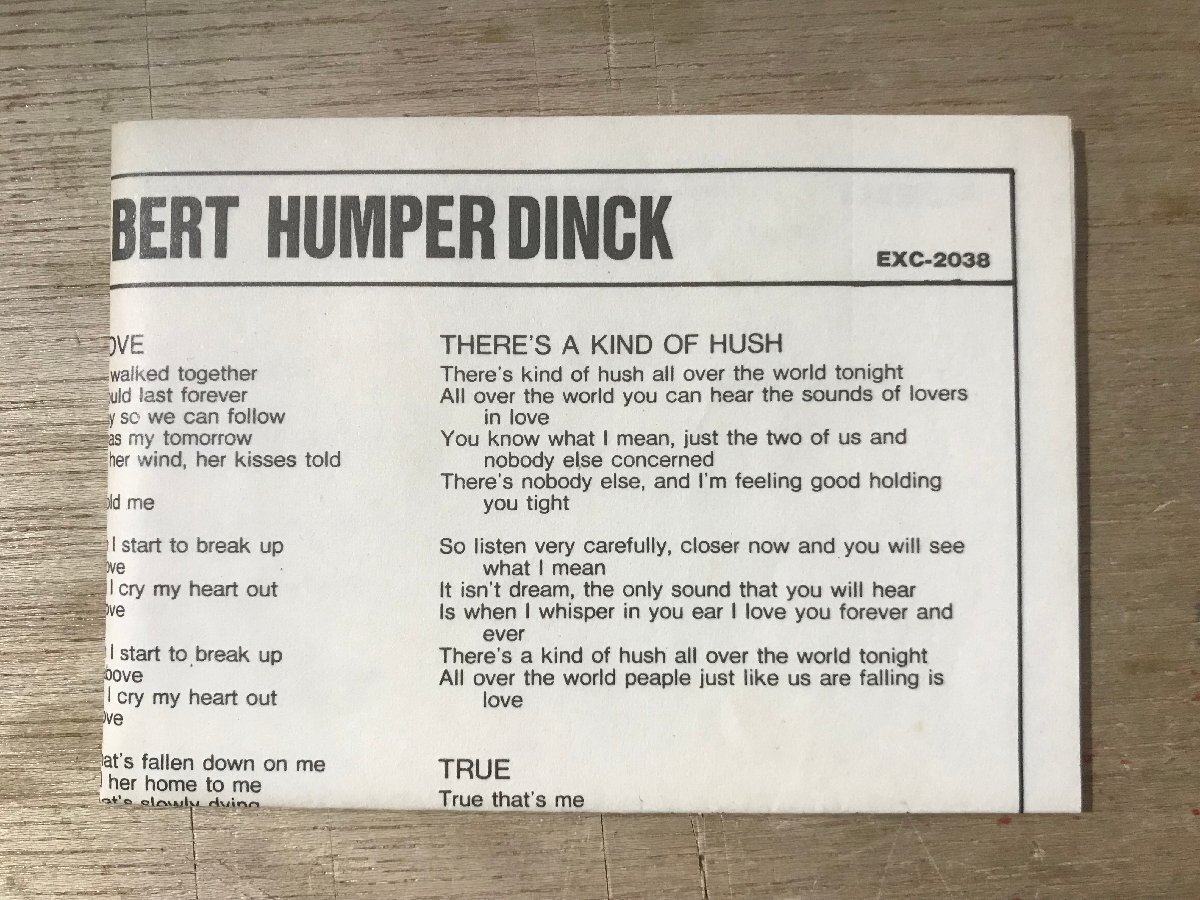 BERT HUMPERDINCK
EXC-2038
OVE
walked together
uld last forever
y so we can follow
as my tomorrow
her wind, her kisses told
old me
I start to break up
ove
I cry my heart out
ove
I start to break up
bove
I cry my heart out
ove
at's fallen down on me
her home to me
at's slowly dying
THERE'S A KIND OF HUSH
There's kind of hush all over the world tonight
All over the world you can hear the sounds of lovers
in love
You know what I mean, just the two of us and
nobody else concerned
There's nobody else, and I'm feeling good holding
you tight
So listen very carefully, closer now and you will see
what I mean
It isn't dream, the only sound that you will hear
Is when I whisper in you ear I love you forever and
ever
There's a kind of hush all over the world tonight
All over the world peaple just like us are falling is
love
TRUE
True that's me